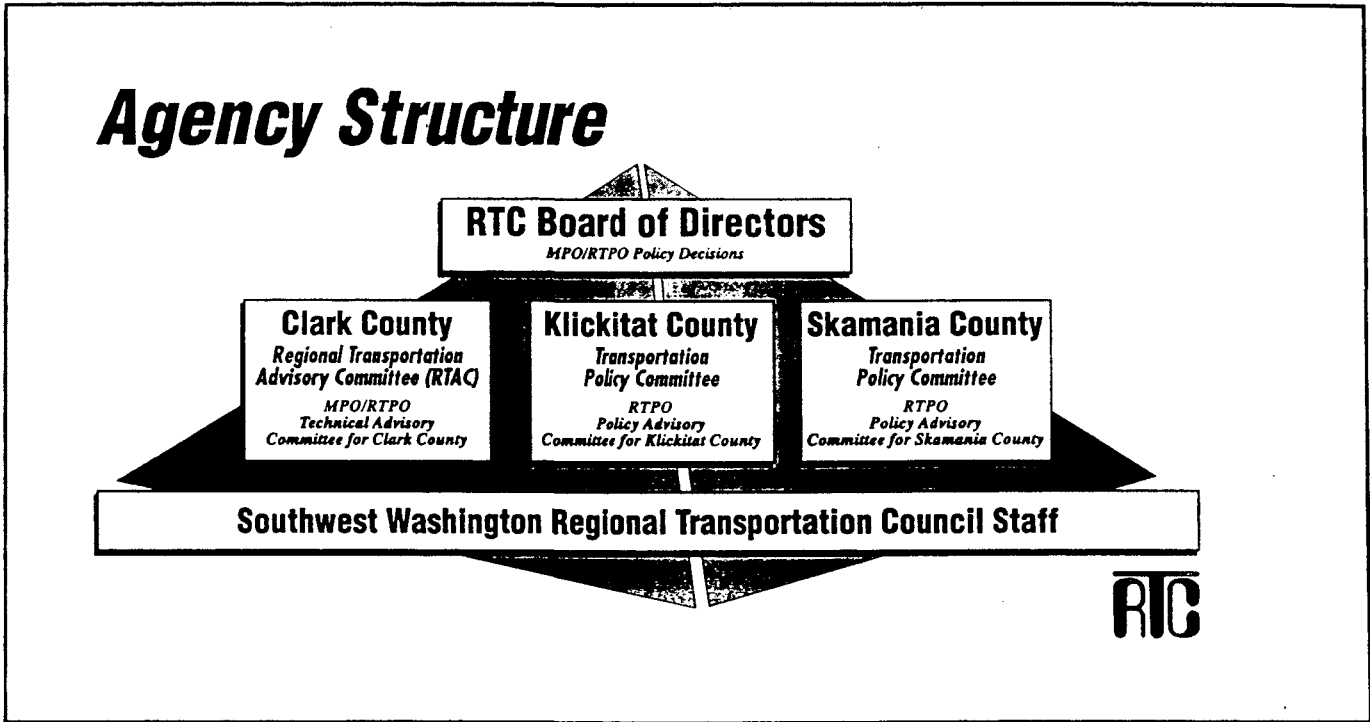 Agency Structure
RTC Board of Directors
MPO/RTPO Policy Decisions
Clark County
Regional Transportation
Advisory Committee (RTAC)
MPO/RTPO
Technical Advisory
Committee for Clark County
Klickitat County
Transportation
Policy Committee
RTPO
Policy Advisory
Committee for Klickitat County
Skamania County
Transportation
Policy Committee
RTPO
Policy Advisory
Committee for Skamania County
Southwest Washington Regional Transportation Council Staff
RTC